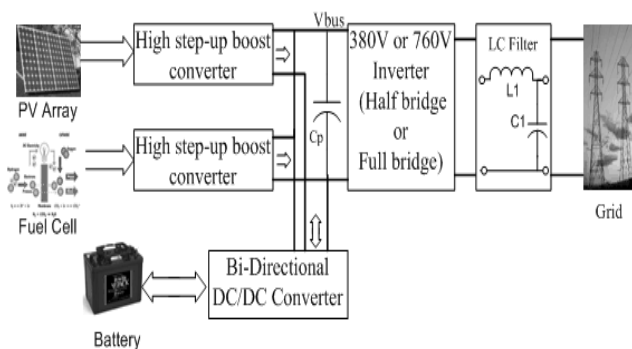 Vbus
High step-up boost
converter
PV Array
380V or 760V
Inverter
(Half bridge
or
Full bridge)
LC Filter
L1
C1
Cp
High step-up boost
converter
Fuel Cell
Grid
Bi-Directional
DC/DC Converter
Battery